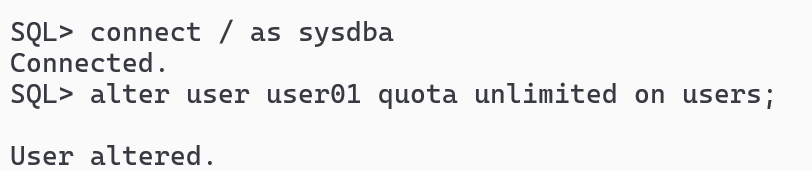 SQL> connect / as sysdba
Connected.
SQL> alter user user01 quota unlimited on users;
User altered.